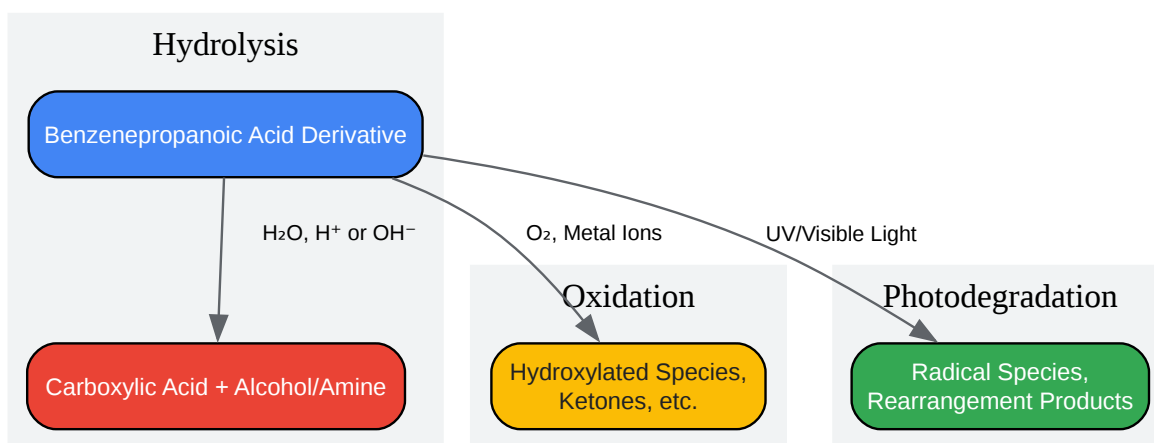 Hydrolysis
Benzenepropanoic Acid Derivative
H₂O, H⁺ or OH⁻
O₂, Metal Ions
UV/Visible Light
Oxidation
Photodegradation
Carboxylic Acid + Alcohol/Amine
Hydroxylated Species,
Ketones, etc.
Radical Species,
Rearrangement Products